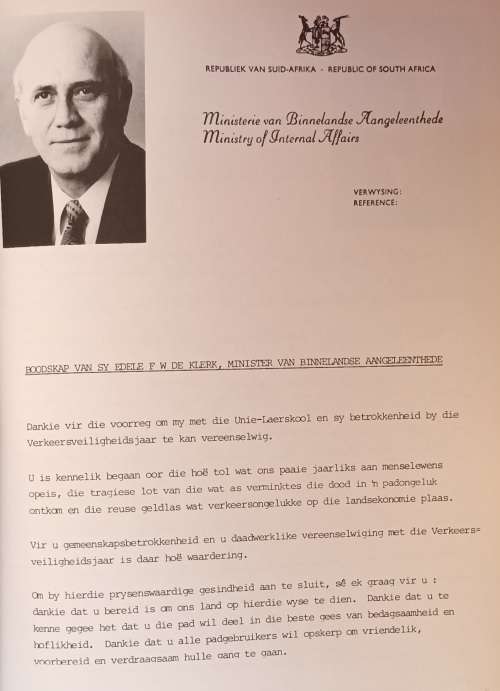 REPUBLIEK VAN SUID-AFRIKA · REPUBLIC OF SOUTH AFRICA
Ministerie van Binnelandse Aangeleenthede
Ministry of Internal Affairs
VERWYSING:
REFERENCE:
BOODSKAP VAN SY EDELE F W DE KLERK, MINISTER VAN BINNELANDSE AANGELEENTHEDE
Dankie vir die voorreg om my met die Unie-Laerskool en sy betrokkenheid by die
Verkeersveiligheidsjaar te kan vereenselwig.
U is kennelik begaan oor die hoë tol wat ons paaie jaarliks aan menselewens
opeis, die tragiese lot van die wat as verminktes die dood in 'n padongeluk
ontkom en die reuse geldlas wat verkeersongelukke op die landsekonomie plaas.
Vir u gemeenskapsbetrokkenheid en u daadwerklike vereenselwiging met die Verkeers=
veiligheidsjaar is daar hoë waardering.
Om by hierdie prysenswaardige gesindheid aan te sluit, sê ek graag vir u :
dankie dat u bereid is om ons land op hierdie wyse te dien. Dankie dat u te
kenne gegee het dat u die pad wil deel in die beste gees van bedagsaamheid en
hoflikheid. Dankie dat u alle padgebruikers wil opskerp om vriendelik,
voorbereid en verdraagsaam hulle gang te gaan.